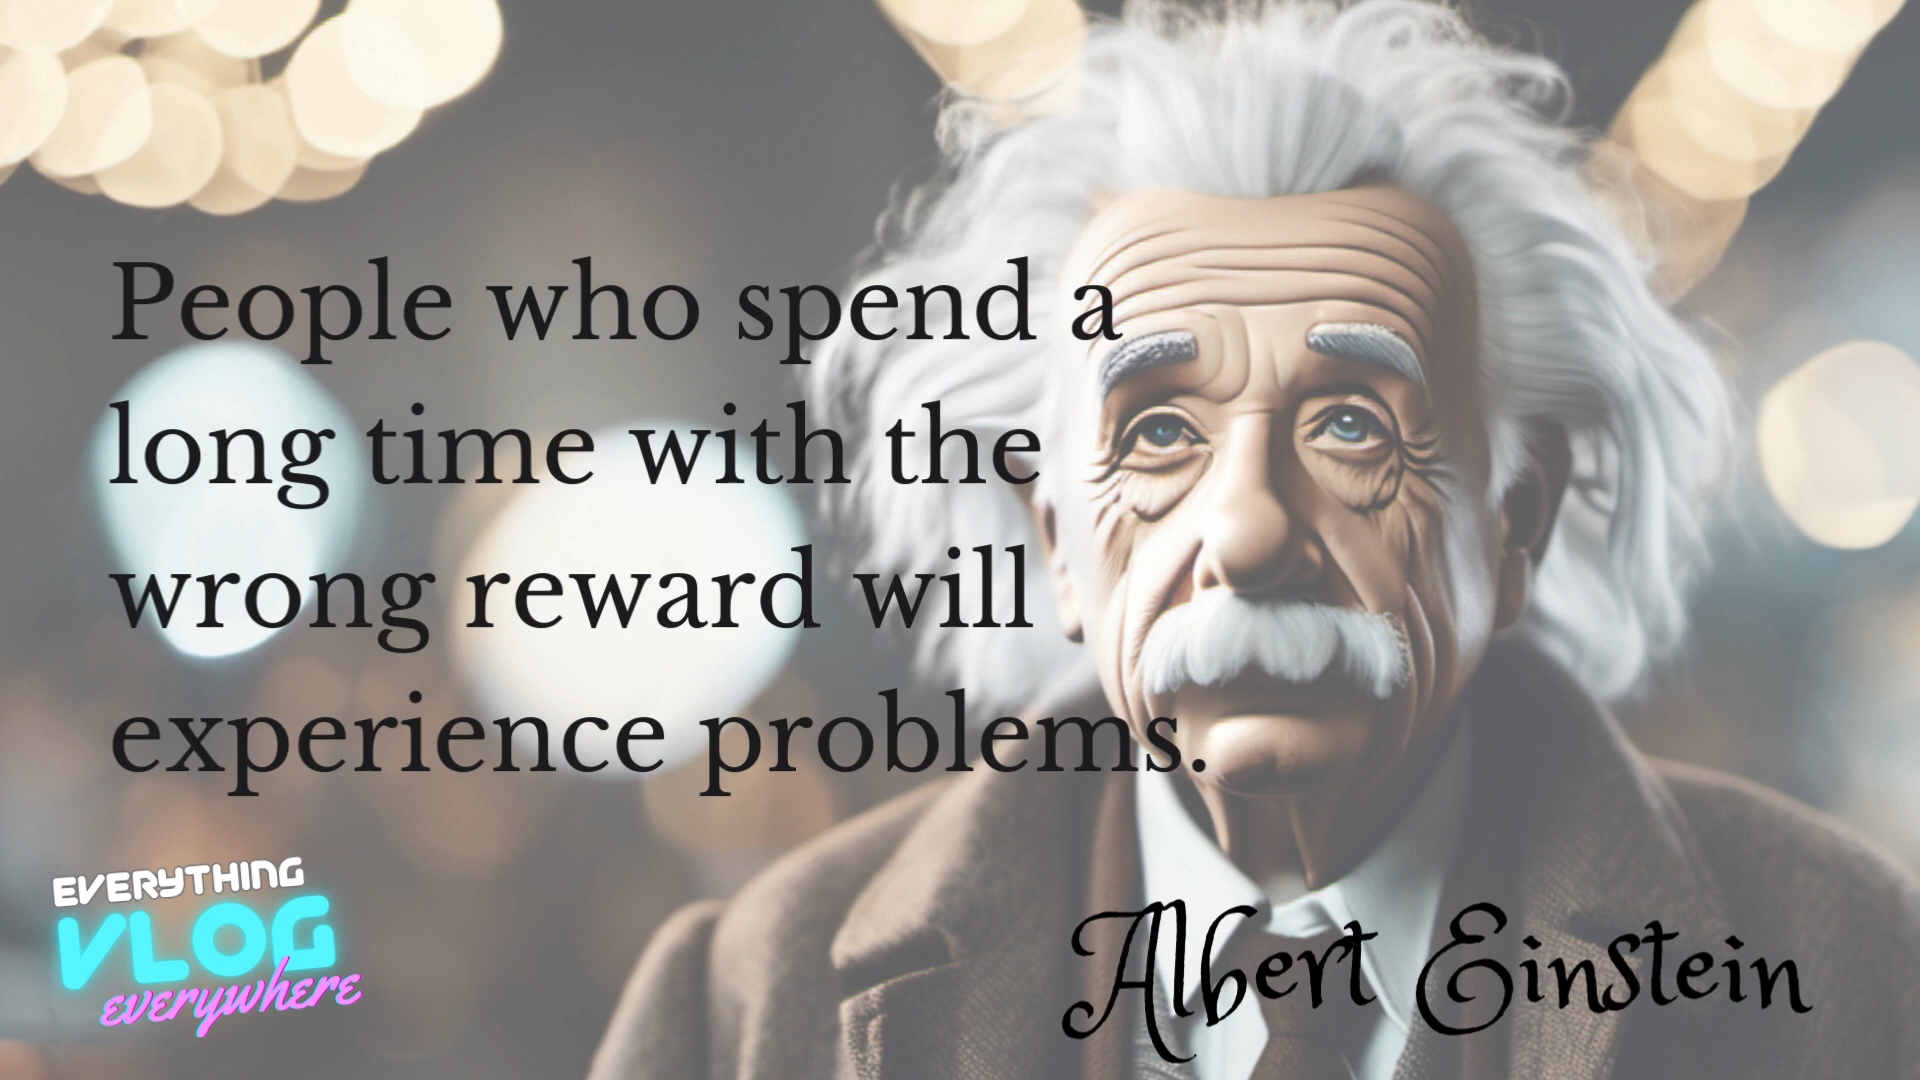 People who spend a
long time with the
wrong reward will
experience problems.
EVERYTHING
VLOG
everywhere
Albert Einstein